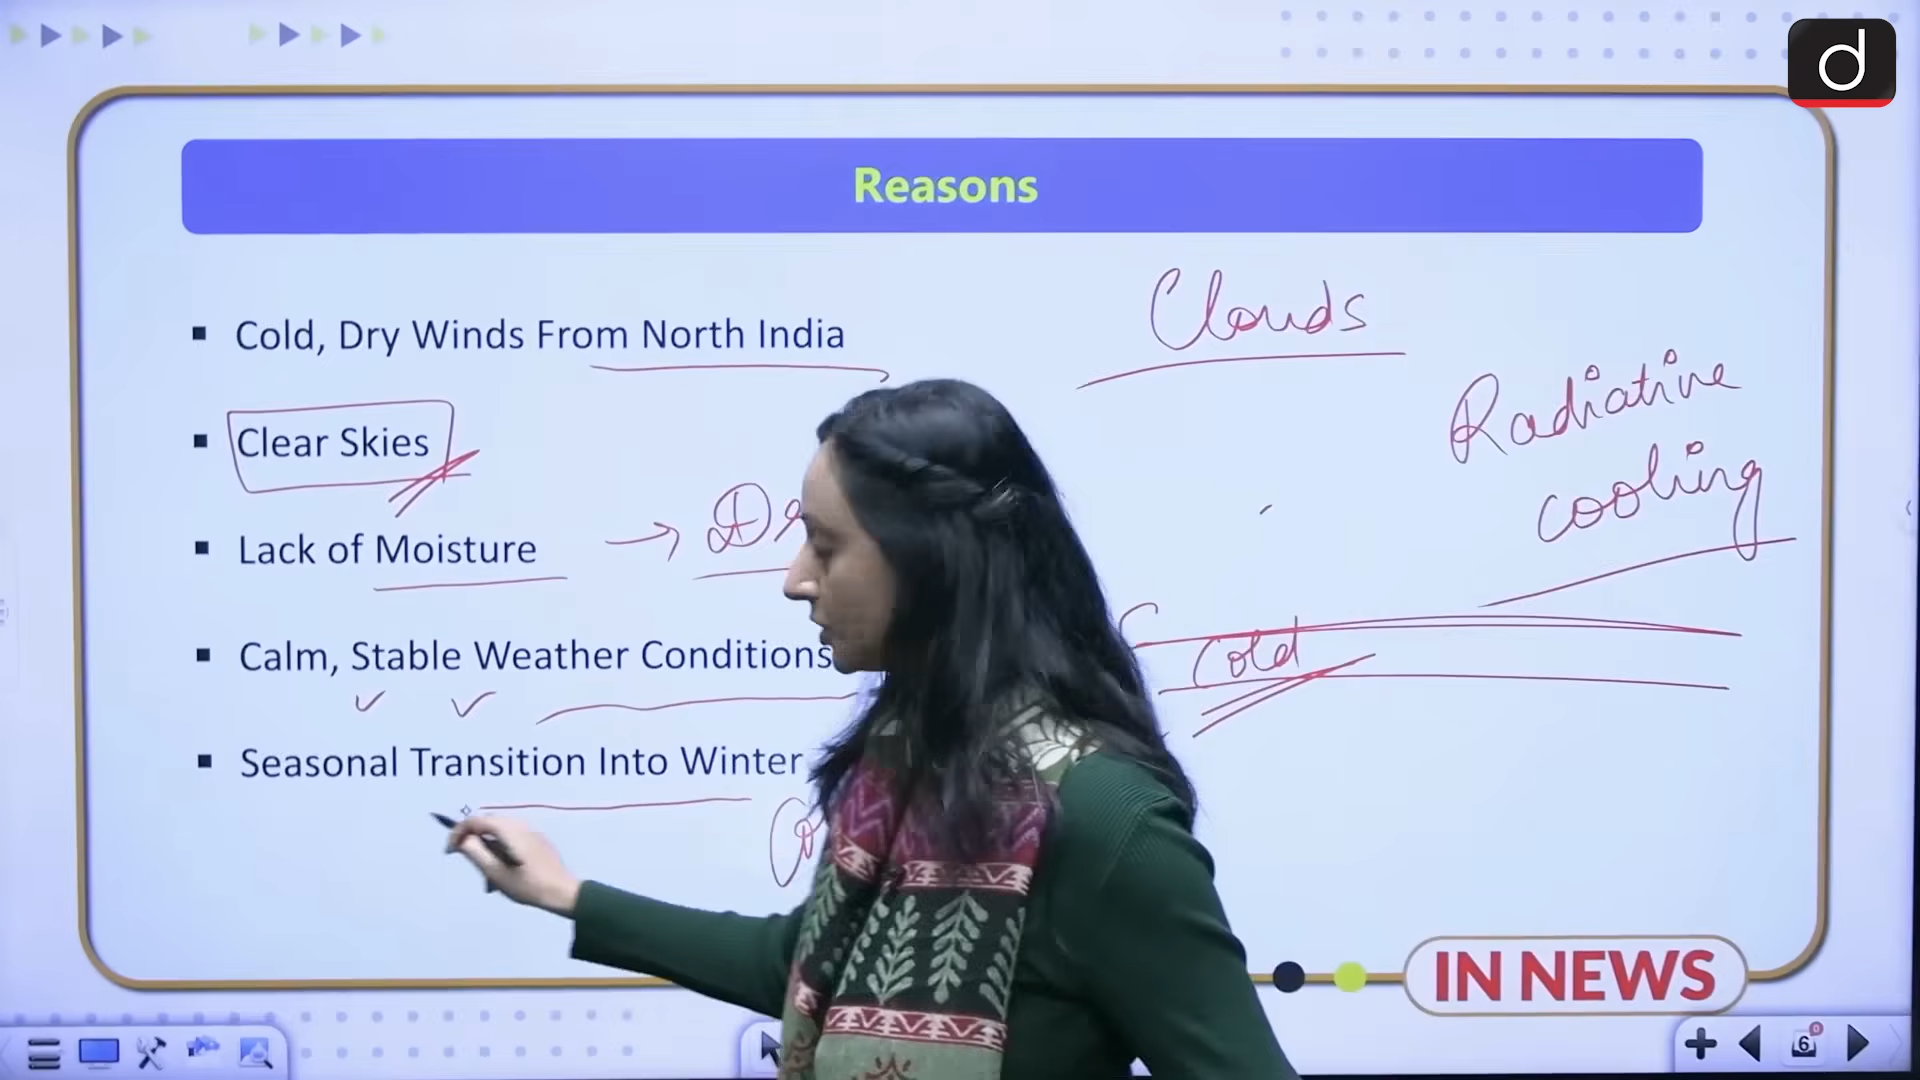 d
Reasons
Cold, Dry Winds From North India
Clouds
Radiative
cooling
Clear Skies
Lack of Moisture
Calm, Stable Weather Conditions
Cold
Seasonal Transition Into Winter
IN NEWS
6